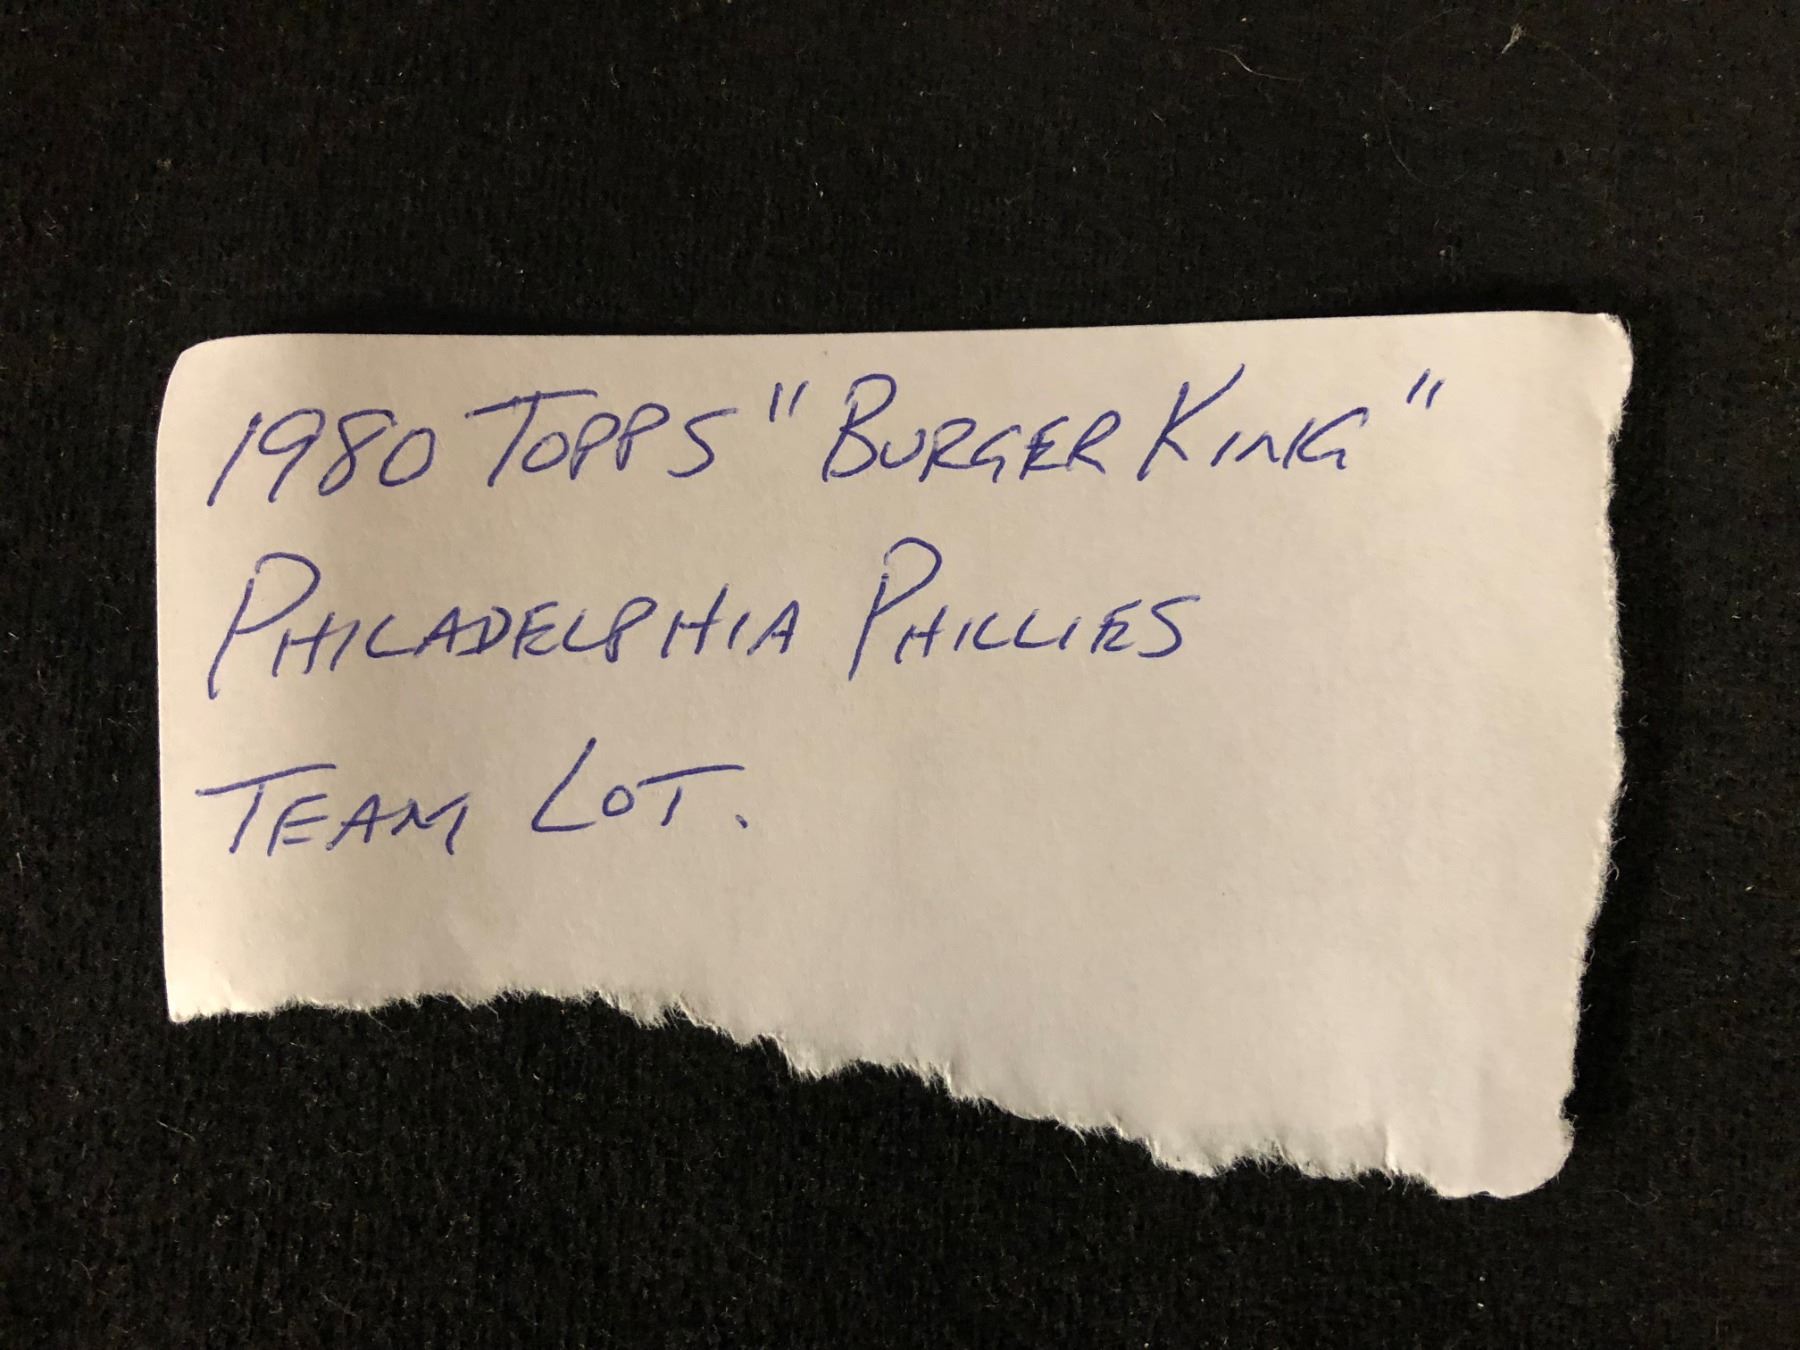 1980 TOPPS "BURGER KING"
PHILADELPHIA PHILLIES
TEAM LOT.